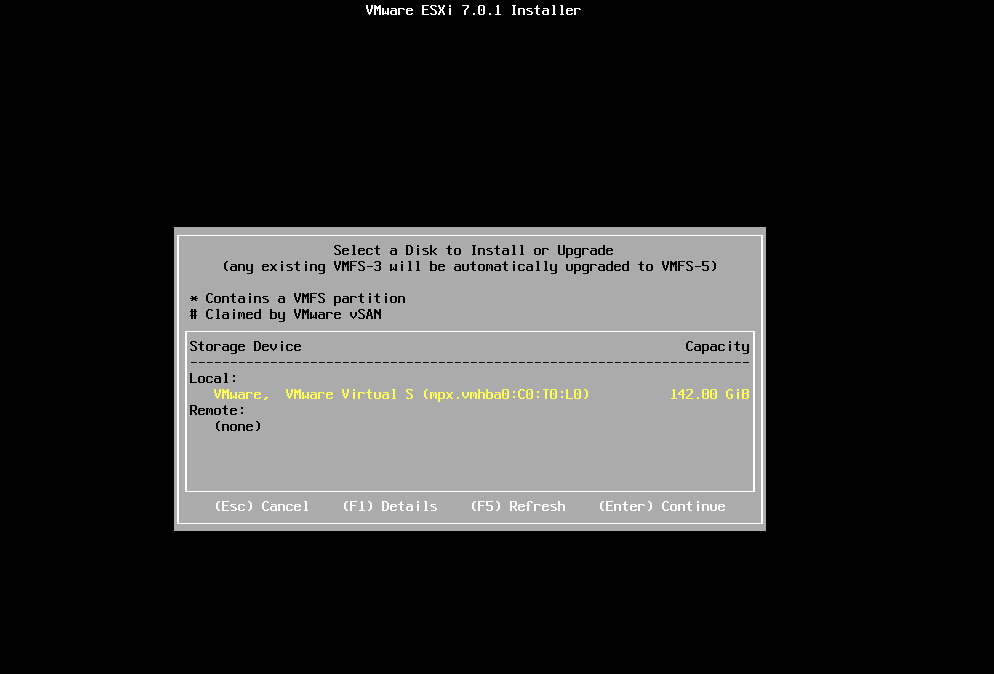 VMware ESXi 7.0.1 Installer
Select a Disk to Install or Upgrade
(any existing VMFS-3 will be automatically upgraded to VMFS-5)
* Contains a VMFS partition
# Claimed by VMware vSAN
Storage Device Capacity
--------------------------------------------------------------------
Local:
VMware,  VMware Virtual S (mpx.vmhba0:C0:T0:L0) 142.00 GiB
Remote:
(none)
(Esc) Cancel (F1) Details (F5) Refresh (Enter) Continue